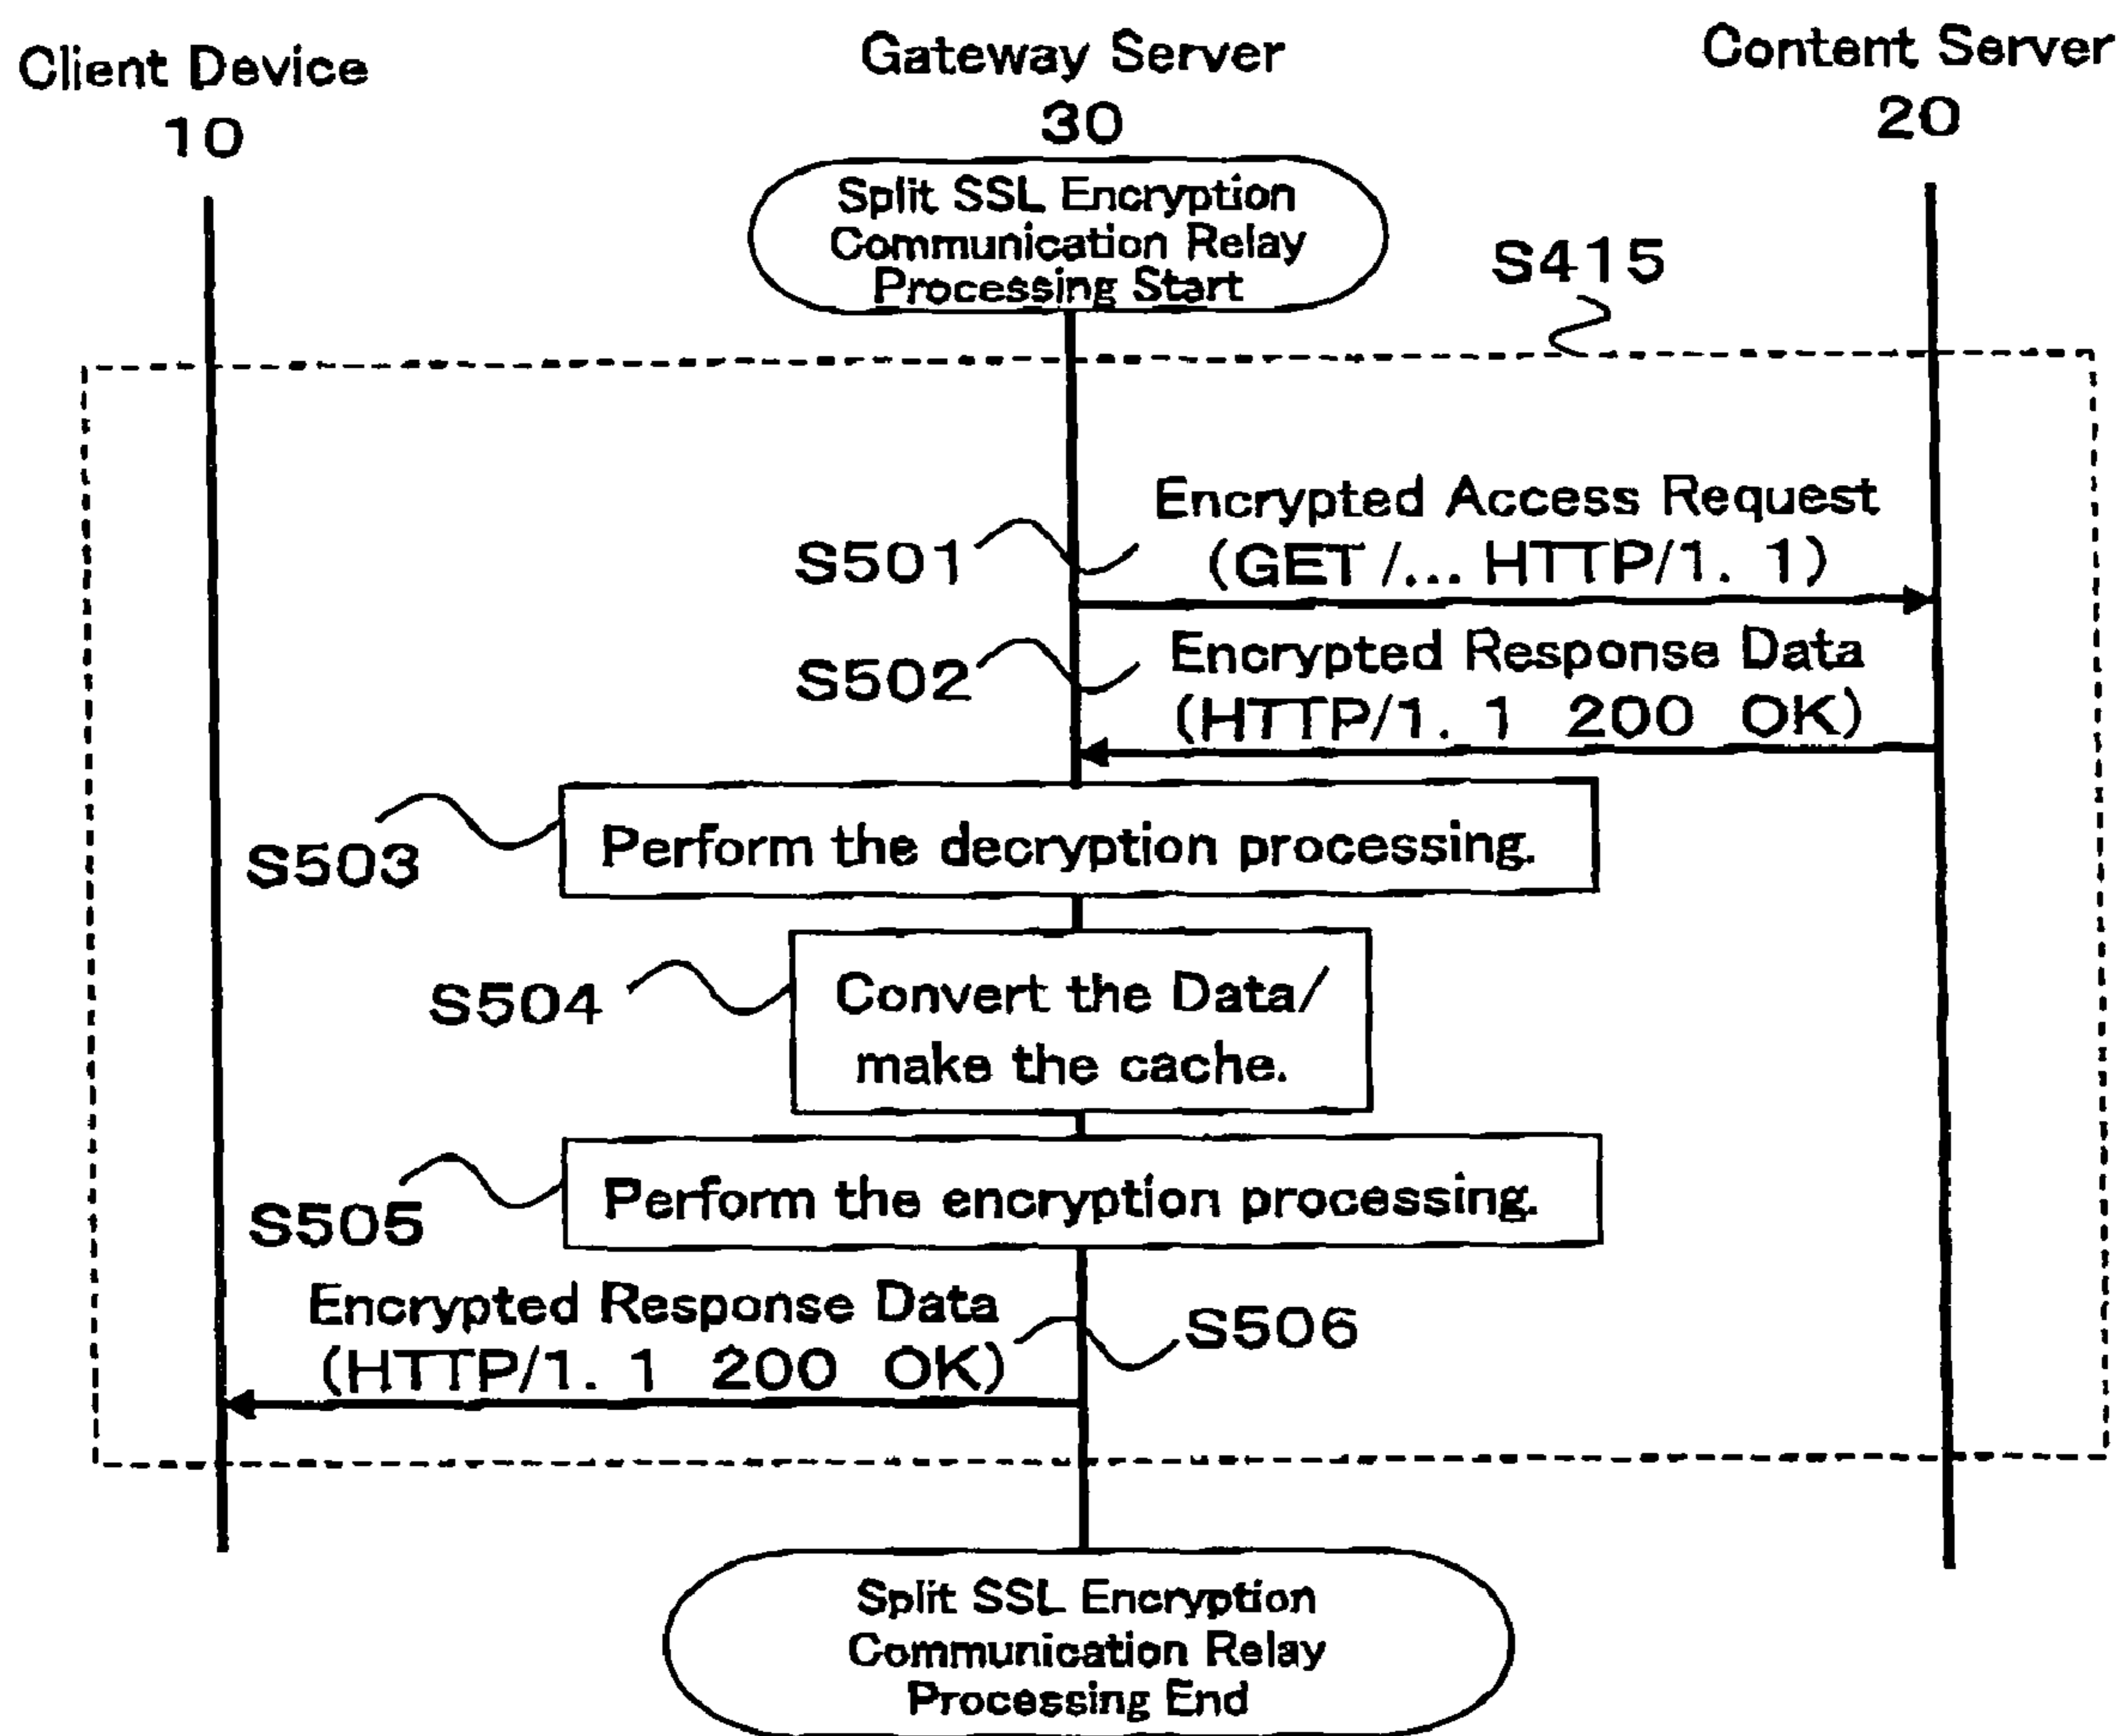 Client Device
10
Gateway Server
30
Content Server
20
Split SSL Encryption
Communication Relay
Processing Start
S415
Encrypted Access Request
S501
(GET /... HTTP/1. 1)
S502
Encrypted Response Data
(HTTP/1. 1 200 OK)
S503
Perform the decryption processing.
S504
Convert the Data/
make the cache.
S505
Perform the encryption processing.
Encrypted Response Data
(HTTP/1. 1 200 OK)
S506
Split SSL Encryption
Communication Relay
Processing End